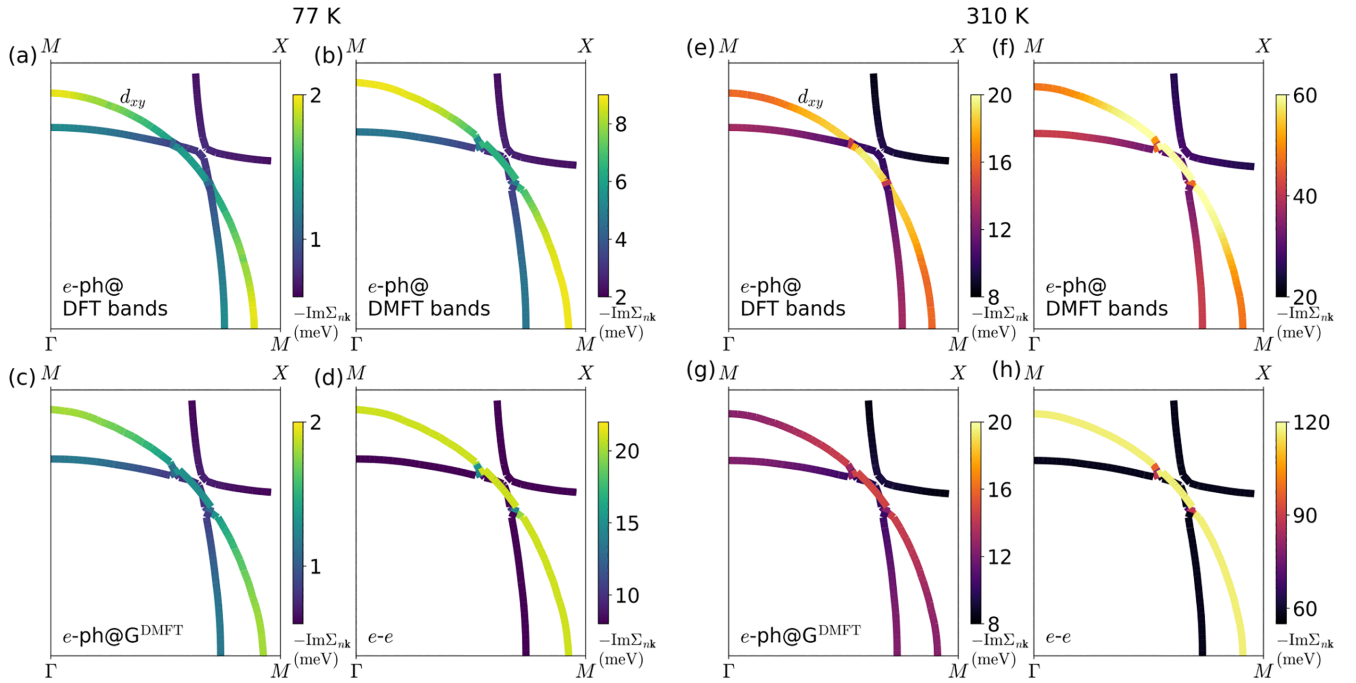 77 K
310 K
(a)
M
X
(b)
M
X
(e)
M
X
(f)
M
X
d_xy
2
1
8
6
4
2
d_xy
20
16
12
8
60
40
20
e-ph@
DFT bands
e-ph@
DMFT bands
e-ph@
DFT bands
e-ph@
DMFT bands
−ImΣ_nk
(meV)
−ImΣ_nk
(meV)
−ImΣ_nk
(meV)
−ImΣ_nk
(meV)
Γ
M
Γ
M
(c)
M
X
(d)
M
X
(g)
M
X
(h)
M
X
2
1
20
15
10
20
16
12
8
120
90
60
e-ph@G^DMFT
e-e
e-ph@G^DMFT
e-e
−ImΣ_nk
(meV)
−ImΣ_nk
(meV)
−ImΣ_nk
(meV)
−ImΣ_nk
(meV)
Γ
Γ
M
Γ
Γ
M